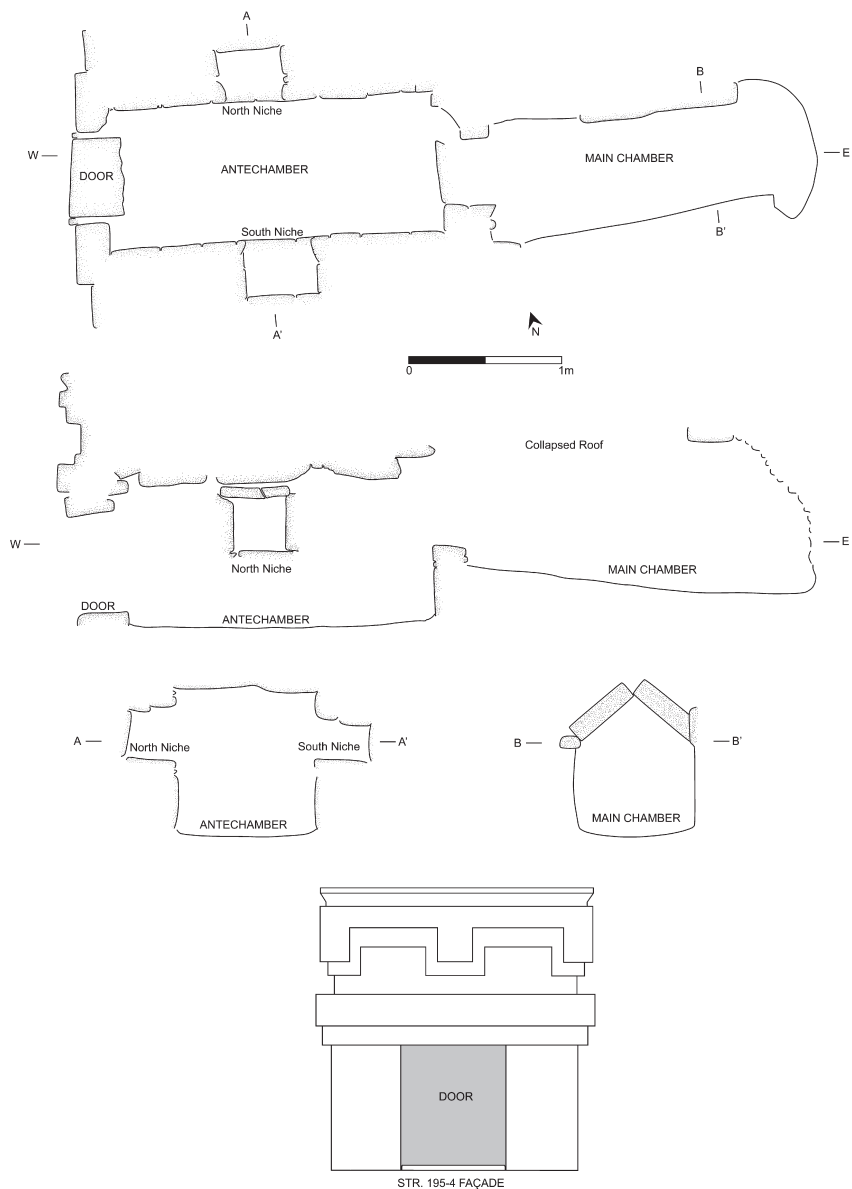 A
B
North Niche
W
DOOR
ANTECHAMBER
MAIN CHAMBER
E
South Niche
B'
A'
N
0
1m
Collapsed Roof
W
E
North Niche
MAIN CHAMBER
DOOR
ANTECHAMBER
A
North Niche
South Niche
A'
ANTECHAMBER
B
B'
MAIN CHAMBER
DOOR
STR. 195-4 FAÇADE